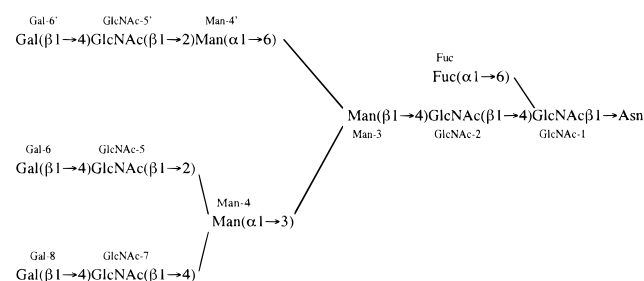 Gal-6' GlcNAc-5' Man-4'
Gal(β1→4)GlcNAc(β1→2)Man(α1→6)
Fuc
Fuc(α1→6)
Man(β1→4)GlcNAc(β1→4)GlcNAcβ1→Asn
Man-3 GlcNAc-2 GlcNAc-1
Gal-6 GlcNAc-5
Gal(β1→4)GlcNAc(β1→2)
Man-4
Man(α1→3)
Gal-8 GlcNAc-7
Gal(β1→4)GlcNAc(β1→4)